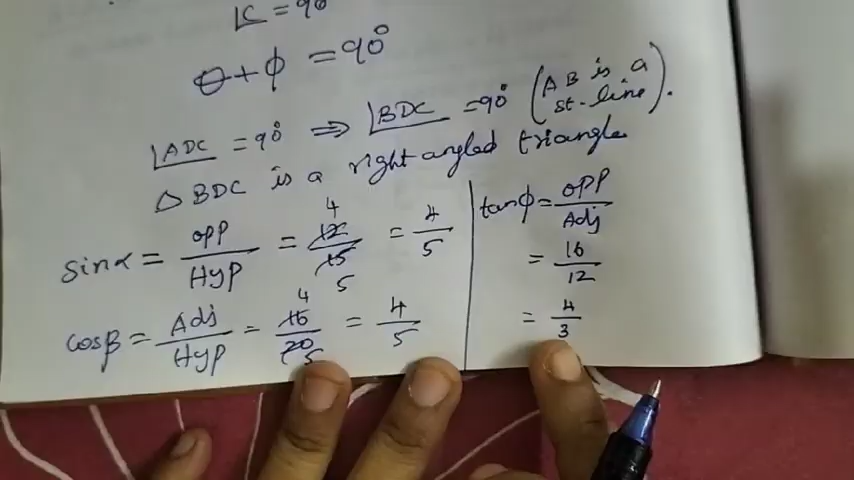 ∠C = 90
θ + ϕ = 90°
∠ADC = 90° ⟹ ∠BDC = 90° (AB is a st-line).
△ BDC is a right angled triangle
sinα = opp/Hyp = 12/15 = 4/5
cosβ = Adj/Hyp = 16/20 = 4/5
tanϕ = opp/Adj
= 16/12
= 4/3